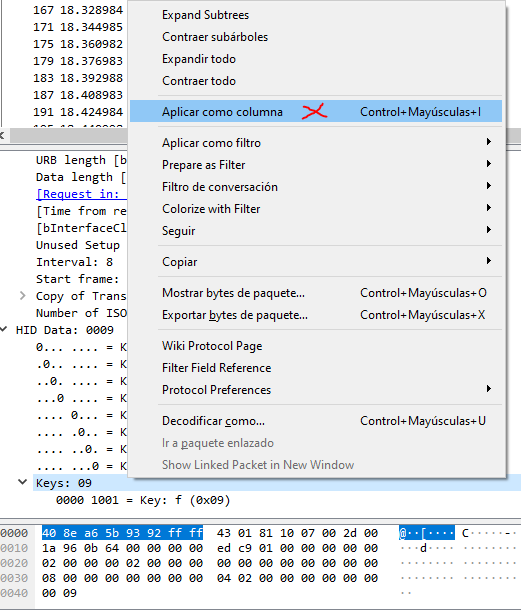 167 18.328984
171 18.344985
175 18.360982
179 18.376983
183 18.392988
187 18.408983
191 18.424984
Expand Subtrees
Contraer subárboles
Expandir todo
Contraer todo
Aplicar como columna Control+Mayúsculas+I
Aplicar como filtro
Prepare as Filter
Filtro de conversación
Colorize with Filter
Seguir
Copiar
Mostrar bytes de paquete... Control+Mayúsculas+O
Exportar bytes de paquete... Control+Mayúsculas+X
Wiki Protocol Page
Filter Field Reference
Protocol Preferences
Decodificar como... Control+Mayúsculas+U
Ir a paquete enlazado
Show Linked Packet in New Window
URB length [b
Data length [
[Request in:
[Time from re
[bInterfaceCl
Unused Setup
Interval: 8
Start frame:
Copy of Trans
Number of ISO
HID Data: 0009
0... .... = K
.0.. .... = K
..0. .... = K
...0 .... = K
.... 0... = K
.... .0.. = K
.... ..0. = K
.... ...0 = K
Keys: 09
0000 1001 = Key: f (0x09)
0000 40 8e a6 5b 93 92 ff ff 43 01 81 10 07 00 2d 00 @··[···· C·····-·
0010 1a 96 0b 64 00 00 00 00 ed c9 01 00 00 00 00 00 ···d···· ········
0020 02 00 00 00 02 00 00 00 00 00 00 00 00 00 00 00 ········ ········
0030 08 00 00 00 00 00 00 00 04 02 00 00 00 00 00 00 ········ ········
0040 00 09 ··